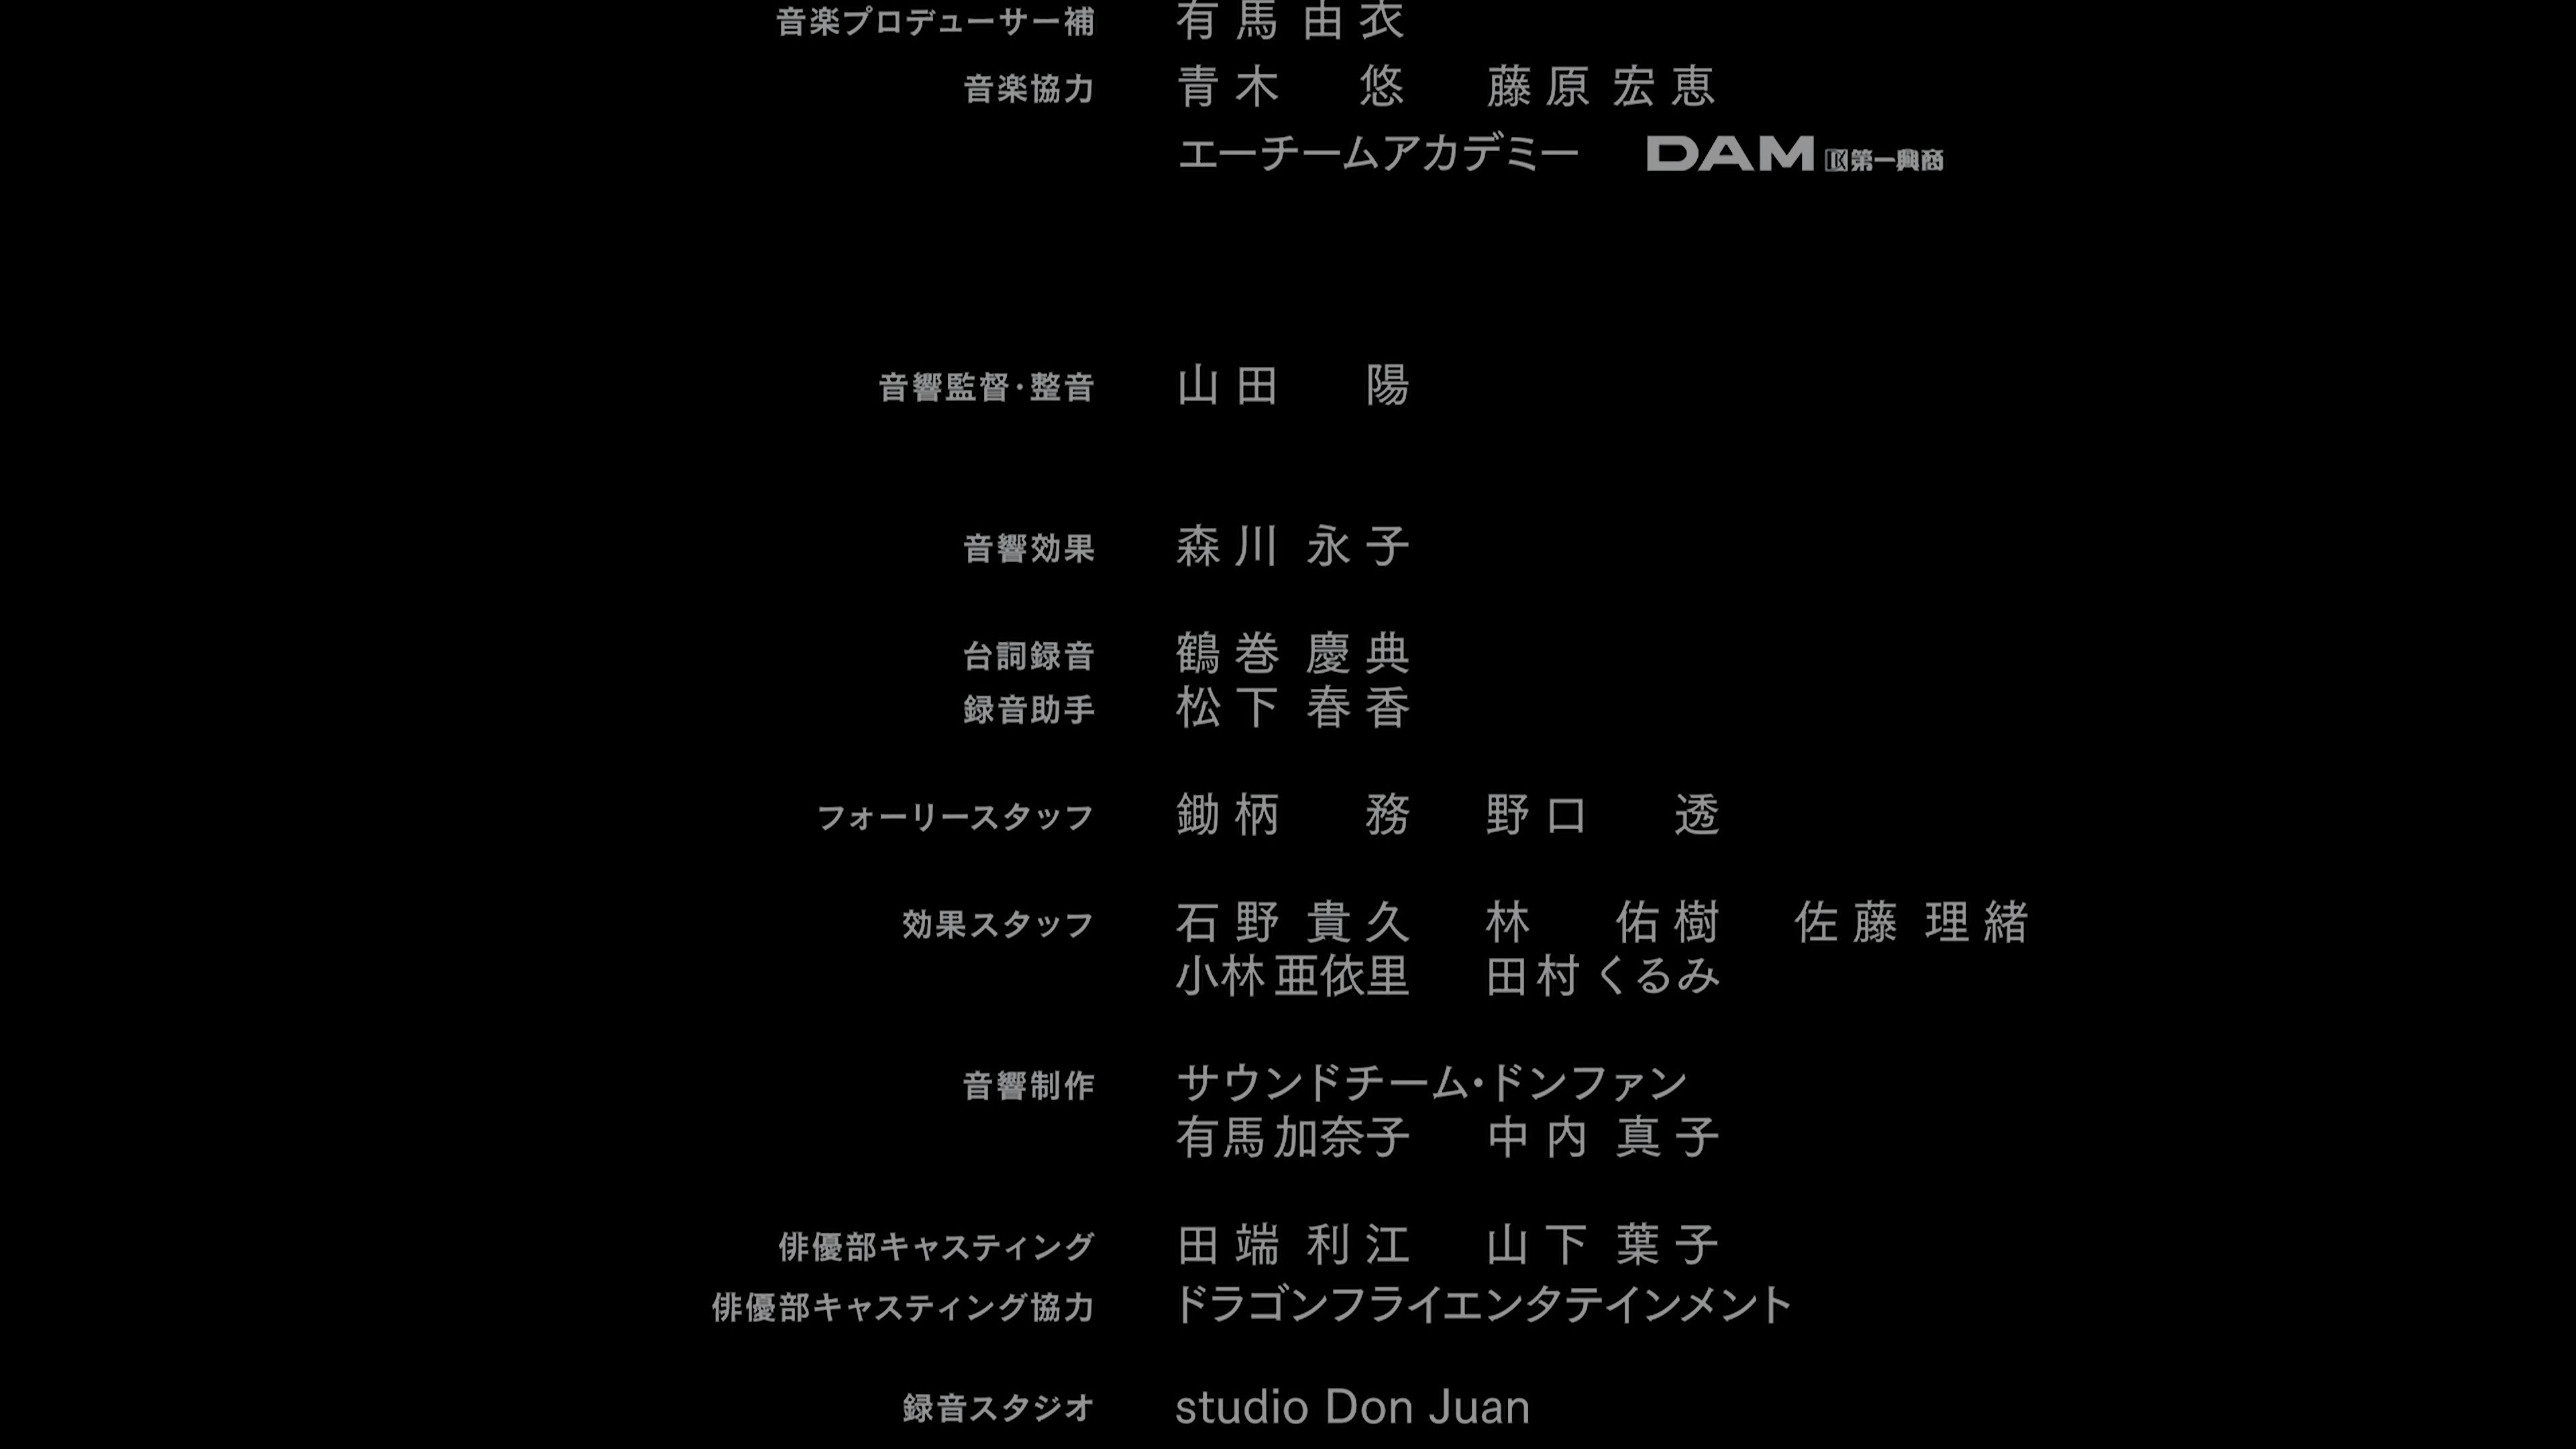 音楽プロデューサー補 有馬 由衣
音楽協力 青木 悠 藤原 宏恵
エーチームアカデミー DAM 第一興商
音響監督・整音 山田 陽
音響効果 森川 永子
台詞録音 鶴巻 慶典
録音助手 松下 春香
フォーリースタッフ 鋤柄 務 野口 透
効果スタッフ 石野 貴久 林 佑樹 佐藤 理緒
小林 亜依里 田村 くるみ
音響制作 サウンドチーム・ドンファン
有馬 加奈子 中内 真子
俳優部キャスティング 田端 利江 山下 葉子
俳優部キャスティング協力 ドラゴンフライエンタテインメント
録音スタジオ studio Don Juan